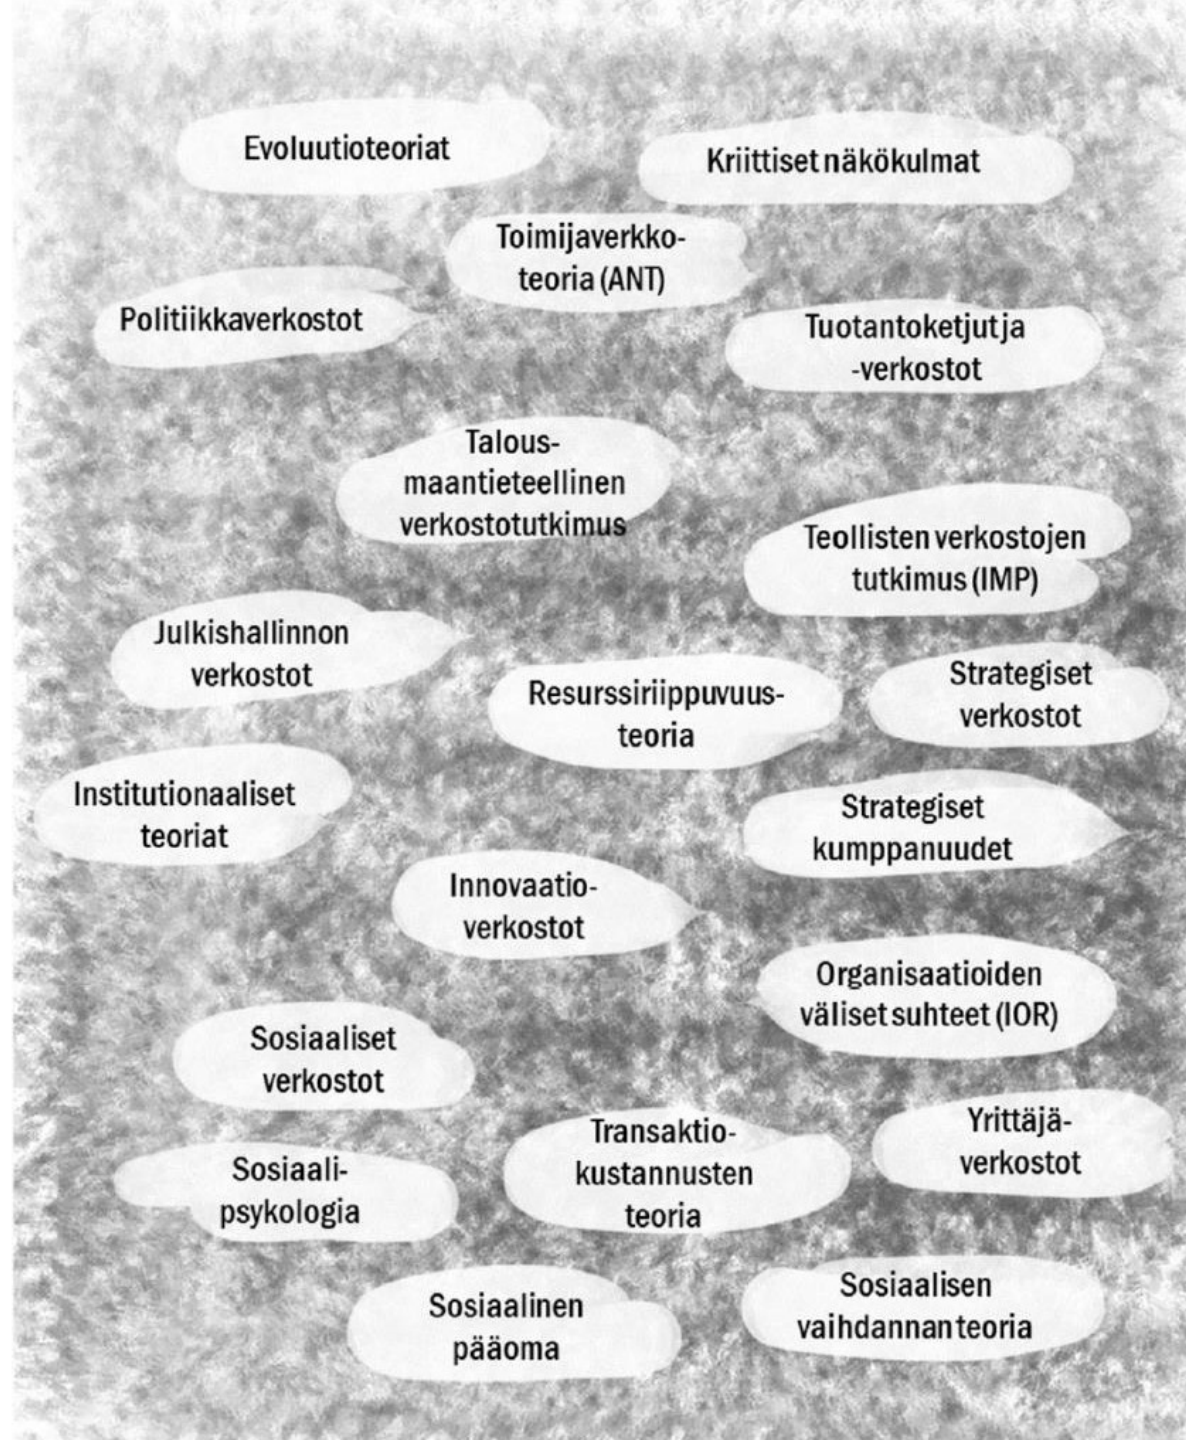 Evoluutioteoriat
Kriittiset näkökulmat
Toimijaverkko-
teoria (ANT)
Politiikkaverkostot
Tuotantoketjut ja
-verkostot
Talous-
maantieteellinen
verkostotutkimus
Teollisten verkostojen
tutkimus (IMP)
Julkishallinnon
verkostot
Resurssiriippuvuus-
teoria
Strategiset
verkostot
Institutionaaliset
teoriat
Strategiset
kumppanuudet
Innovaatio-
verkostot
Organisaatioiden
väliset suhteet (IOR)
Sosiaaliset
verkostot
Transaktio-
kustannusten
teoria
Yrittäjä-
verkostot
Sosiaali-
psykologia
Sosiaalinen
pääoma
Sosiaalisen
vaihdannan teoria